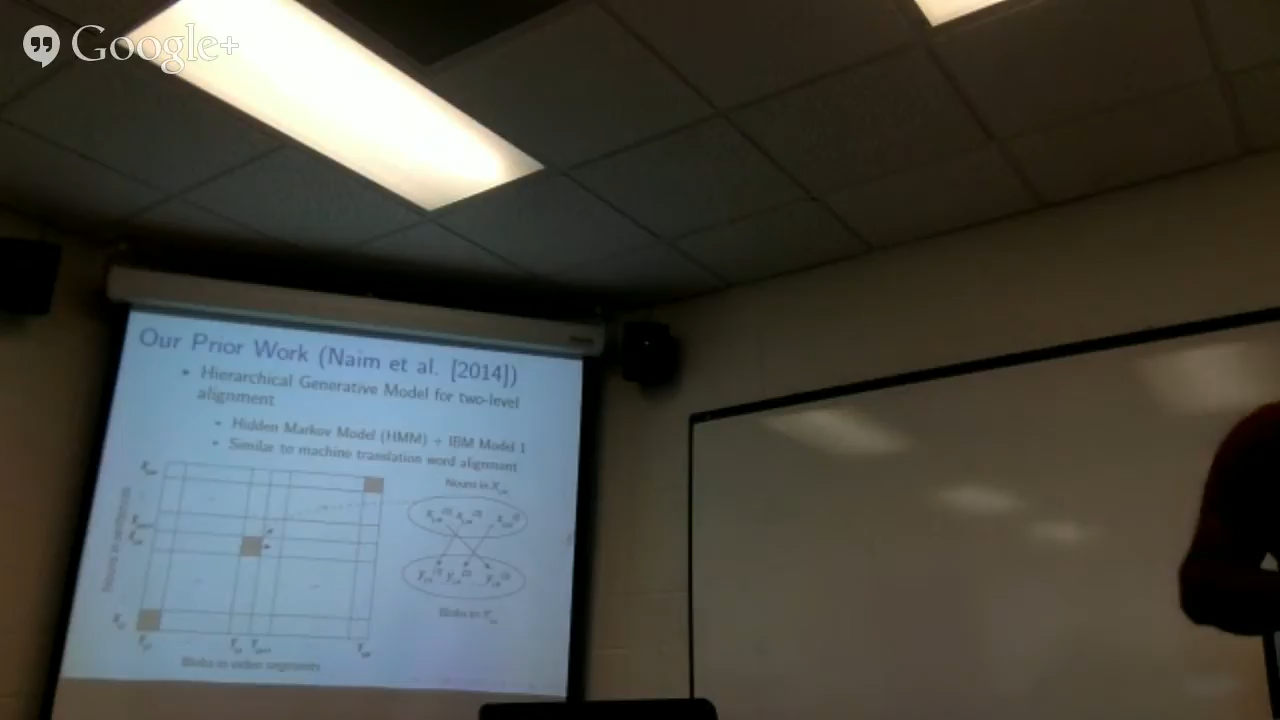 Google+
Our Prior Work (Naim et al. [2014])
• Hierarchical Generative Model for two-level
alignment
• Hidden Markov Model (HMM) + IBM Model 1
• Similar to machine translation word alignment
Nouns in
Blobs in
Blobs in video segments